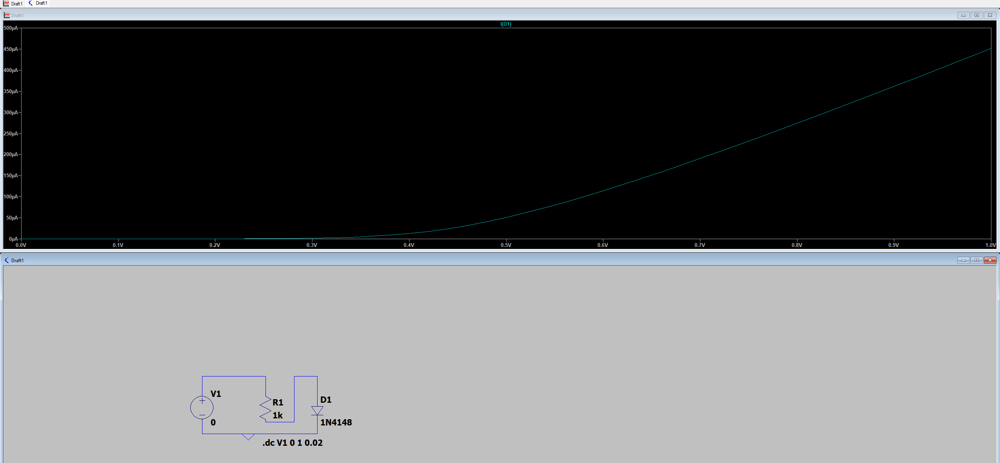 Draft1 Draft1
Draft1
I(D1)
500µA
450µA
400µA
350µA
300µA
250µA
200µA
150µA
100µA
50µA
0µA
0.0V 0.1V 0.2V 0.3V 0.4V 0.5V 0.6V 0.7V 0.8V 0.9V 1.0V
Draft1
V1
0
R1
1k
D1
1N4148
.dc V1 0 1 0.02